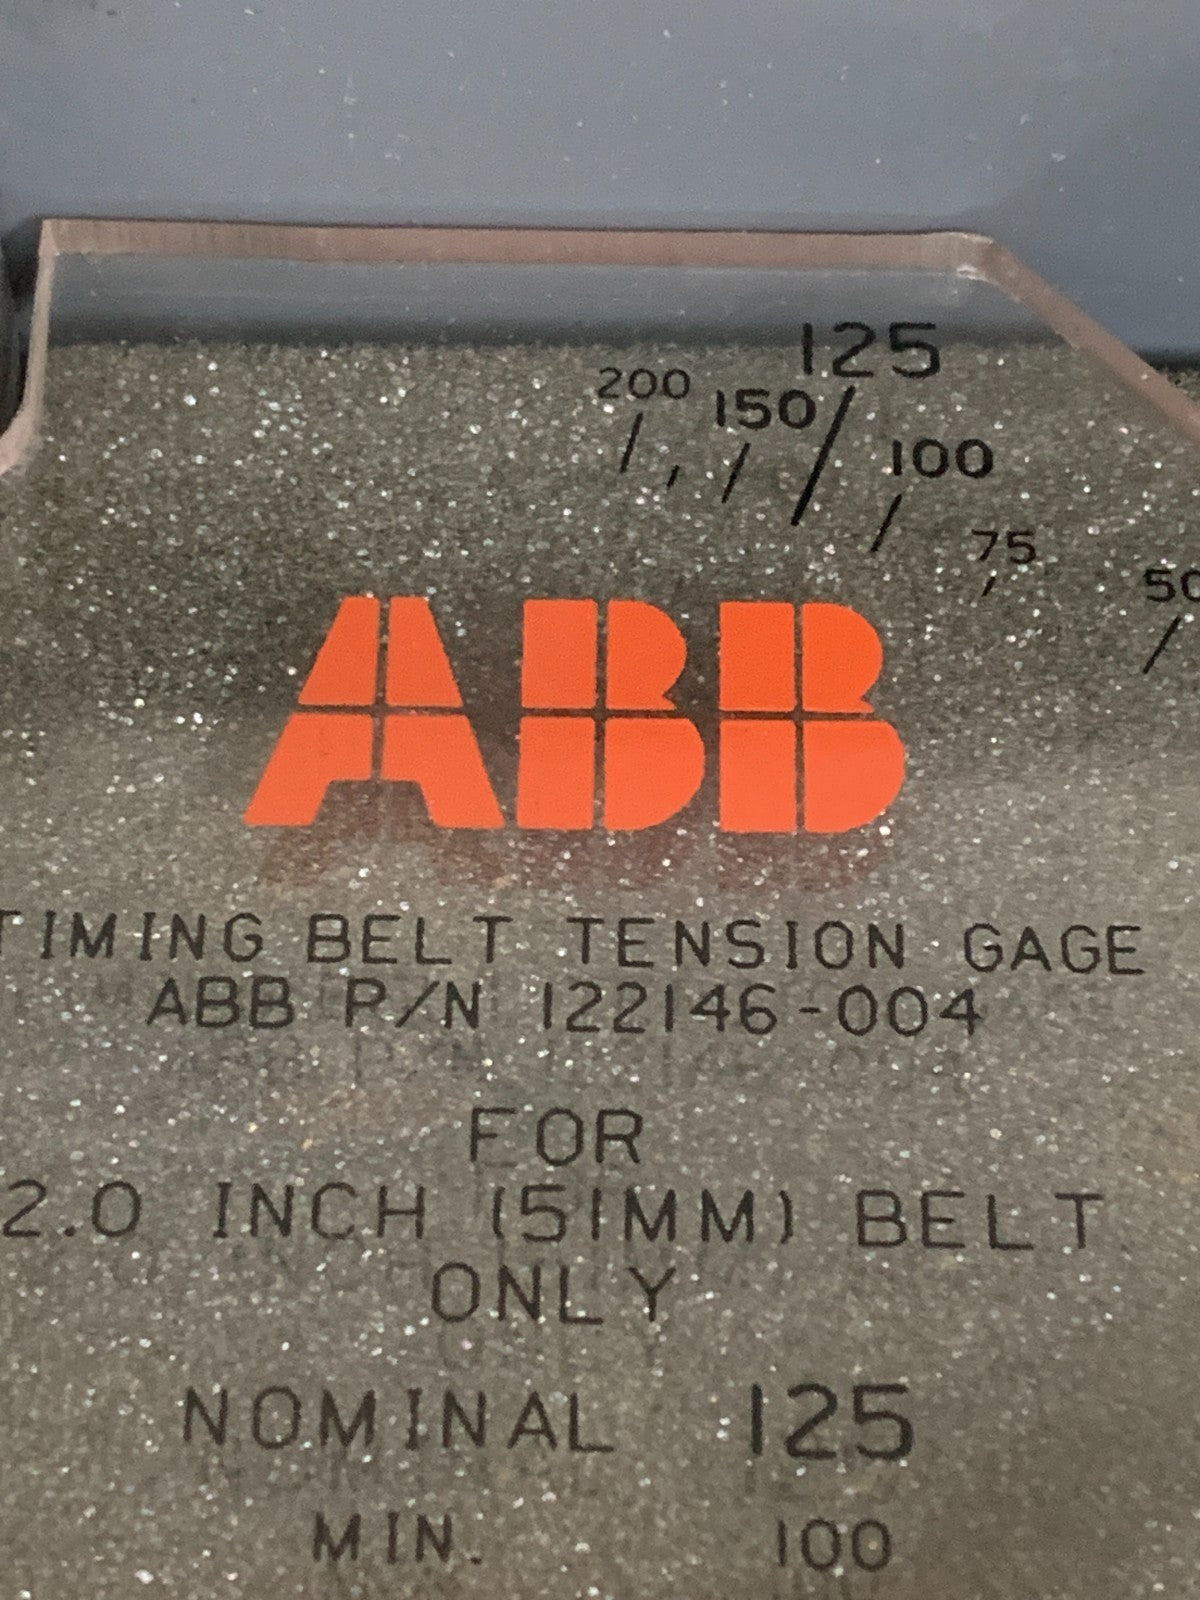 125
200
150
100
75
50
ABB
TIMING BELT TENSION GAGE
ABB P/N 122146-004
FOR
2.0 INCH (51MM) BELT
ONLY
NOMINAL 125
MIN. 100